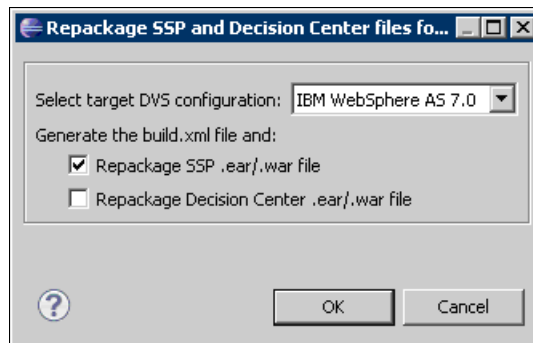 Repackage SSP and Decision Center files fo...
Select target DVS configuration: IBM WebSphere AS 7.0
Generate the build.xml file and:
Repackage SSP .ear/.war file
Repackage Decision Center .ear/.war file
?
OK Cancel